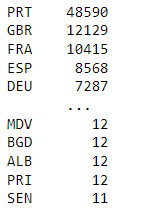 PRT 48590
GBR 12129
FRA 10415
ESP 8568
DEU 7287
...
MDV 12
BGD 12
ALB 12
PRI 12
SEN 11